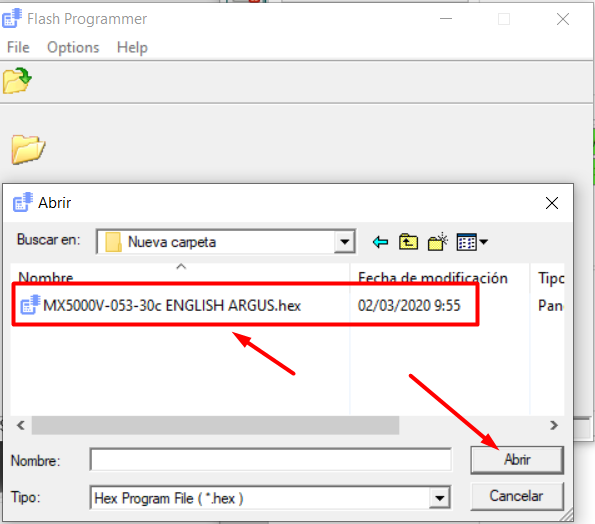 Flash Programmer
File Options Help
Abrir
Buscar en: Nueva carpeta
Nombre Fecha de modificación Tipo
MX5000V-053-30c ENGLISH ARGUS.hex 02/03/2020 9:55 Pan
Nombre: Abrir
Tipo: Hex Program File ( *.hex ) Cancelar